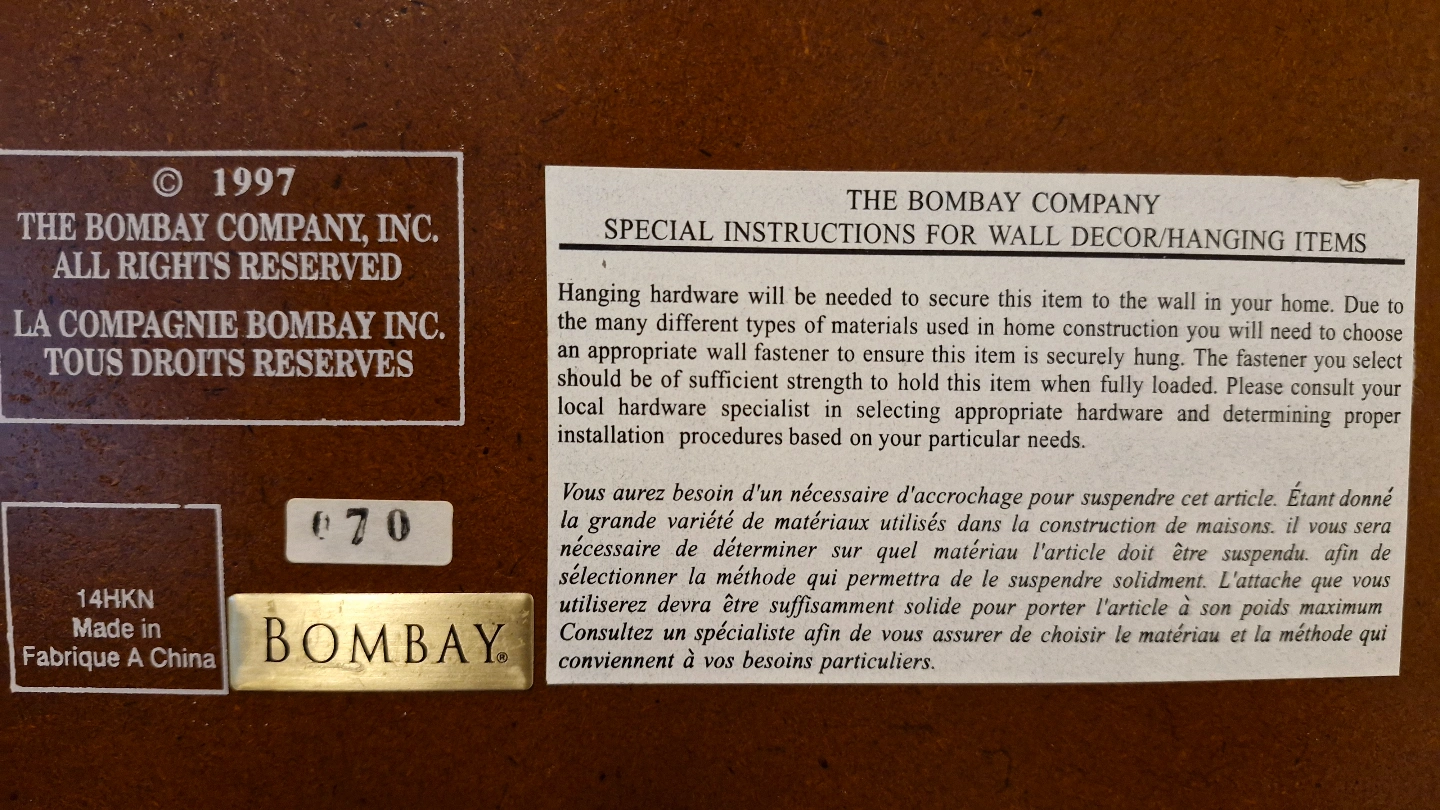 © 1997
THE BOMBAY COMPANY, INC.
ALL RIGHTS RESERVED
LA COMPAGNIE BOMBAY INC.
TOUS DROITS RESERVES
14HKN
Made in
Fabrique A China
070
BOMBAY®
THE BOMBAY COMPANY
SPECIAL INSTRUCTIONS FOR WALL DECOR/HANGING ITEMS
Hanging hardware will be needed to secure this item to the wall in your home. Due to
the many different types of materials used in home construction you will need to choose
an appropriate wall fastener to ensure this item is securely hung. The fastener you select
should be of sufficient strength to hold this item when fully loaded. Please consult your
local hardware specialist in selecting appropriate hardware and determining proper
installation procedures based on your particular needs.
Vous aurez besoin d'un nécessaire d'accrochage pour suspendre cet article. Étant donné
la grande variété de matériaux utilisés dans la construction de maisons. il vous sera
nécessaire de déterminer sur quel matériau l'article doit être suspendu. afin de
sélectionner la méthode qui permettra de le suspendre solidment. L'attache que vous
utiliserez devra être suffisamment solide pour porter l'article à son poids maximum
Consultez un spécialiste afin de vous assurer de choisir le matériau et la méthode qui
conviennent à vos besoins particuliers.